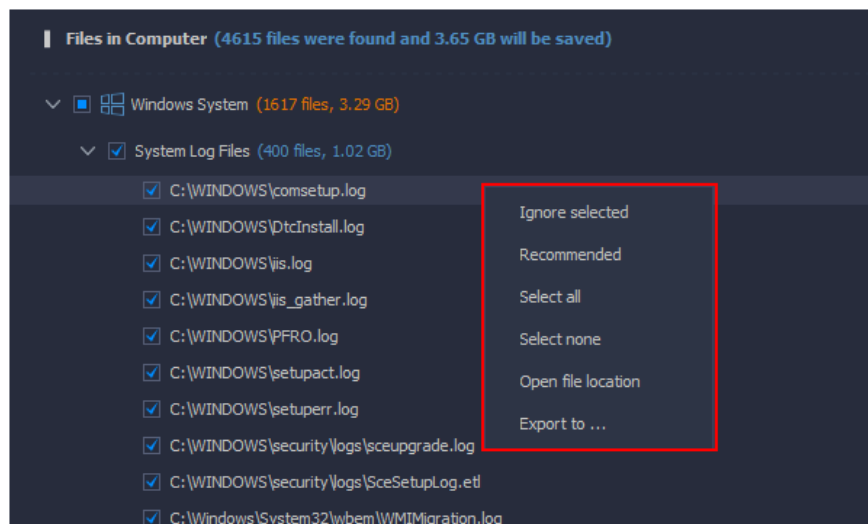 Files in Computer (4615 files were found and 3.65 GB will be saved)
Windows System (1617 files, 3.29 GB)
System Log Files (400 files, 1.02 GB)
C:\WINDOWS\comsetup.log
C:\WINDOWS\DtcInstall.log
C:\WINDOWS\iis.log
C:\WINDOWS\iis_gather.log
C:\WINDOWS\PFRO.log
C:\WINDOWS\setupact.log
C:\WINDOWS\setuperr.log
C:\WINDOWS\security\logs\sceupgrade.log
C:\WINDOWS\security\logs\SceSetupLog.etl
C:\Windows\System32\wbem\WMIMigration.log
Ignore selected
Recommended
Select all
Select none
Open file location
Export to ...